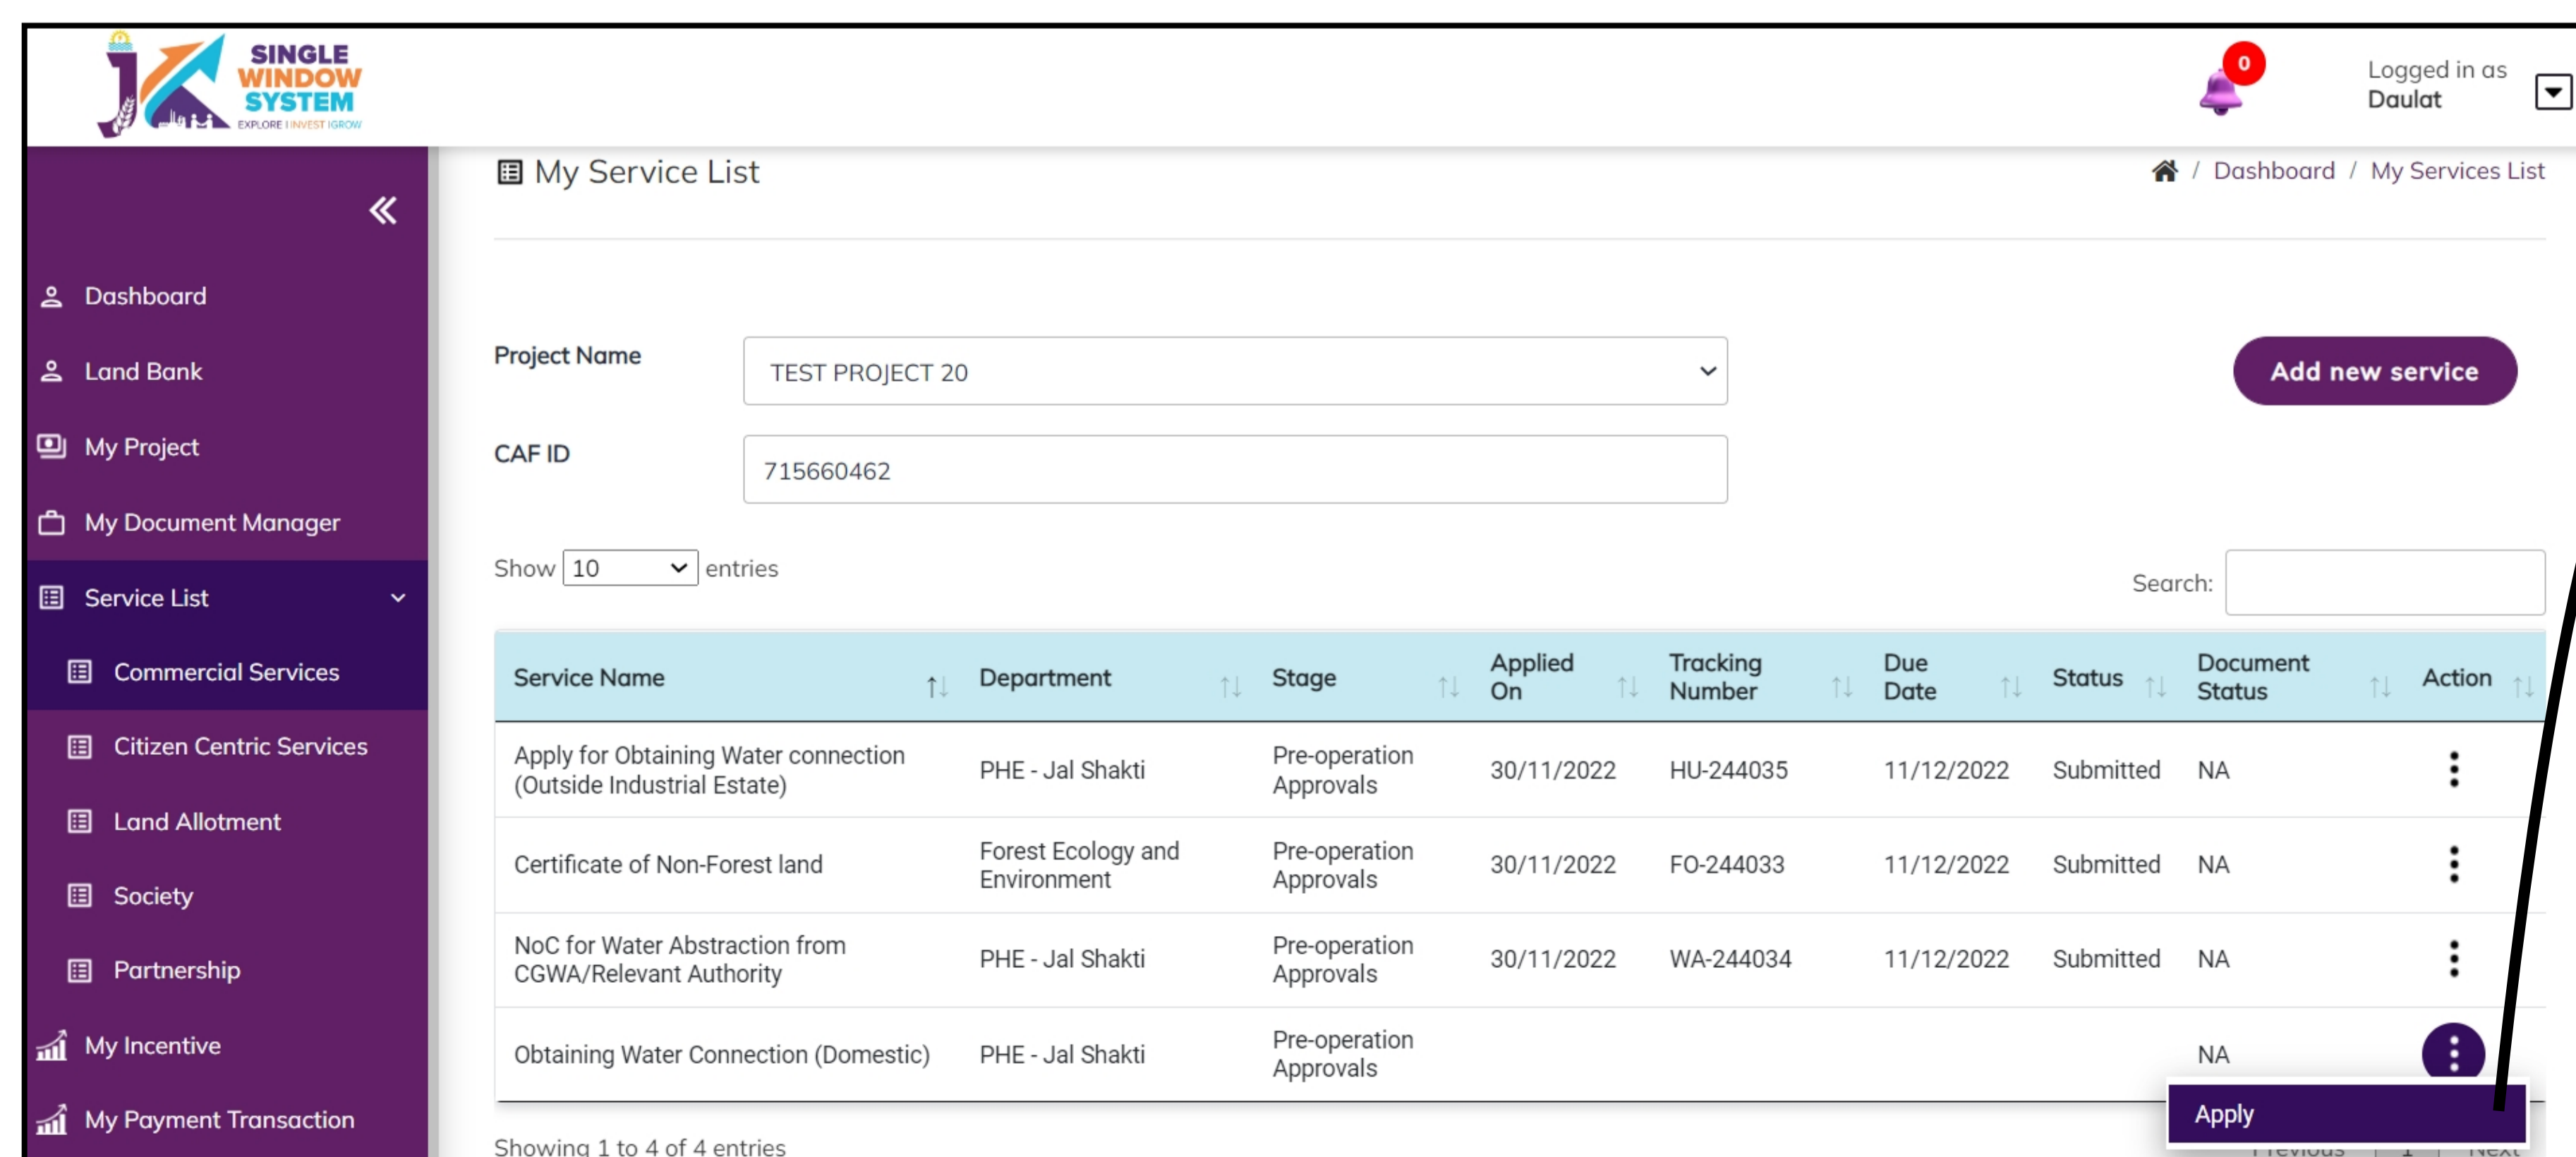 SINGLE
WINDOW
SYSTEM
EXPLORE I INVEST I GROW
0
Logged in as
Daulat
My Service List
/ Dashboard / My Services List
Dashboard
Land Bank
My Project
My Document Manager
Service List
Commercial Services
Citizen Centric Services
Land Allotment
Society
Partnership
My Incentive
My Payment Transaction
Project Name
TEST PROJECT 20
Add new service
CAF ID
715660462
Show 10 entries
Search:
Service Name Department Stage Applied On Tracking Number Due Date Status Document Status Action
Apply for Obtaining Water connection (Outside Industrial Estate) PHE - Jal Shakti Pre-operation Approvals 30/11/2022 HU-244035 11/12/2022 Submitted NA
Certificate of Non-Forest land Forest Ecology and Environment Pre-operation Approvals 30/11/2022 FO-244033 11/12/2022 Submitted NA
NoC for Water Abstraction from CGWA/Relevant Authority PHE - Jal Shakti Pre-operation Approvals 30/11/2022 WA-244034 11/12/2022 Submitted NA
Obtaining Water Connection (Domestic) PHE - Jal Shakti Pre-operation Approvals NA
Apply
Showing 1 to 4 of 4 entries
Previous 1 Next